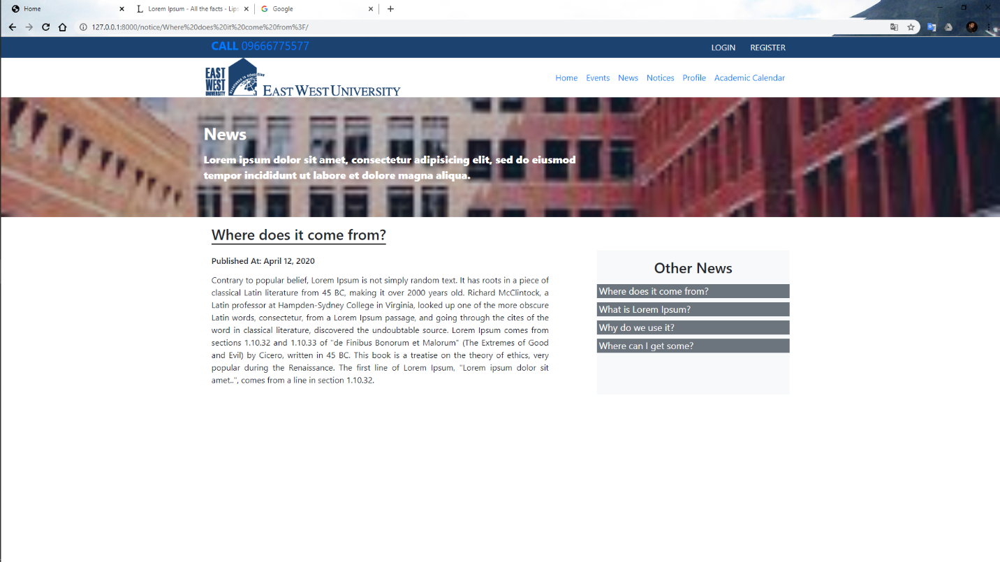 Home
Lorem Ipsum - All the facts - Lips
Google
127.0.0.1:8000/notice/Where%20does%20it%20come%20from%3F/
CALL 09666775577
LOGIN REGISTER
EAST
WEST
UNIVERSITY
EAST WEST UNIVERSITY
Home Events News Notices Profile Academic Calendar
News
Lorem ipsum dolor sit amet, consectetur adipisicing elit, sed do eiusmod
tempor incididunt ut labore et dolore magna aliqua.
Where does it come from?
Published At: April 12, 2020
Contrary to popular belief, Lorem Ipsum is not simply random text. It has roots in a piece of
classical Latin literature from 45 BC, making it over 2000 years old. Richard McClintock, a
Latin professor at Hampden-Sydney College in Virginia, looked up one of the more obscure
Latin words, consectetur, from a Lorem Ipsum passage, and going through the cites of the
word in classical literature, discovered the undoubtable source. Lorem Ipsum comes from
sections 1.10.32 and 1.10.33 of "de Finibus Bonorum et Malorum" (The Extremes of Good
and Evil) by Cicero, written in 45 BC. This book is a treatise on the theory of ethics, very
popular during the Renaissance. The first line of Lorem Ipsum, "Lorem ipsum dolor sit
amet..", comes from a line in section 1.10.32.
Other News
Where does it come from?
What is Lorem Ipsum?
Why do we use it?
Where can I get some?